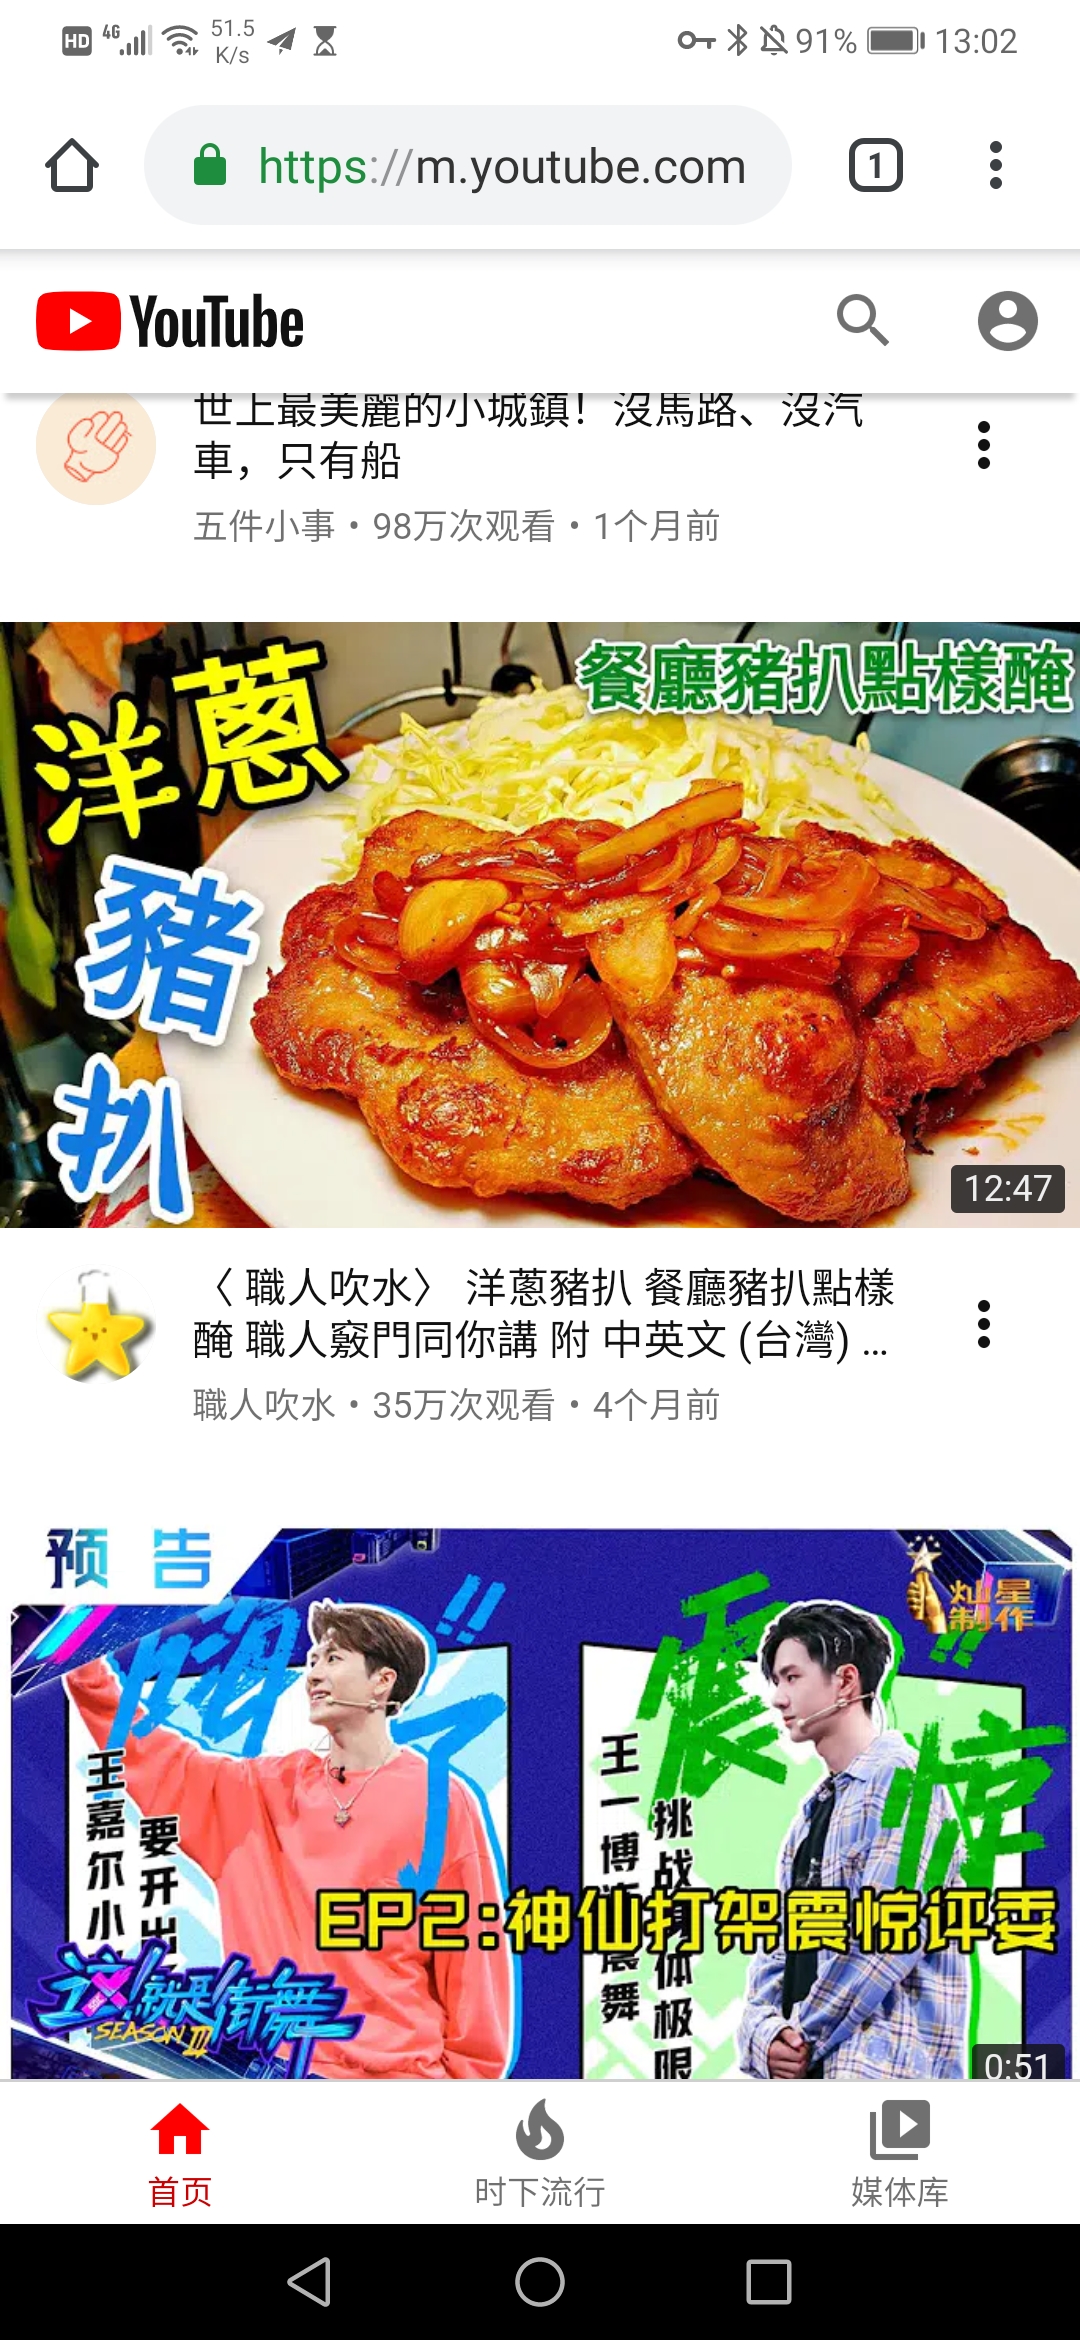 HD 4G 51.5 K/s 91% 13:02
https://m.youtube.com
1
YouTube
世上最美麗的小城鎮！沒馬路、沒汽
車，只有船
五件小事 • 98万次观看 • 1个月前
洋蔥
豬
扒
餐廳豬扒點樣醃
12:47
〈 職人吹水〉 洋蔥豬扒 餐廳豬扒點樣
醃 職人竅門同你講 附 中英文 (台灣) ...
職人吹水 • 35万次观看 • 4个月前
预告
灿星
制作
王嘉尔小
要开出
了
震
惊
王一博
挑战
体极限
舞
EP2:神仙打架震惊评委
这!就是街舞
SEASON III
0:51
首页
时下流行
媒体库